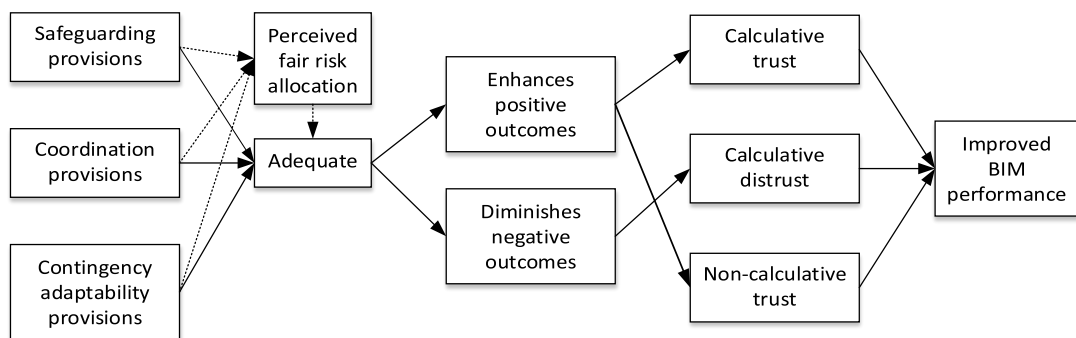 Safeguarding
provisions
Coordination
provisions
Contingency
adaptability
provisions
Perceived
fair risk
allocation
Adequate
Enhances
positive
outcomes
Diminishes
negative
outcomes
Calculative
trust
Calculative
distrust
Non-calculative
trust
Improved
BIM
performance